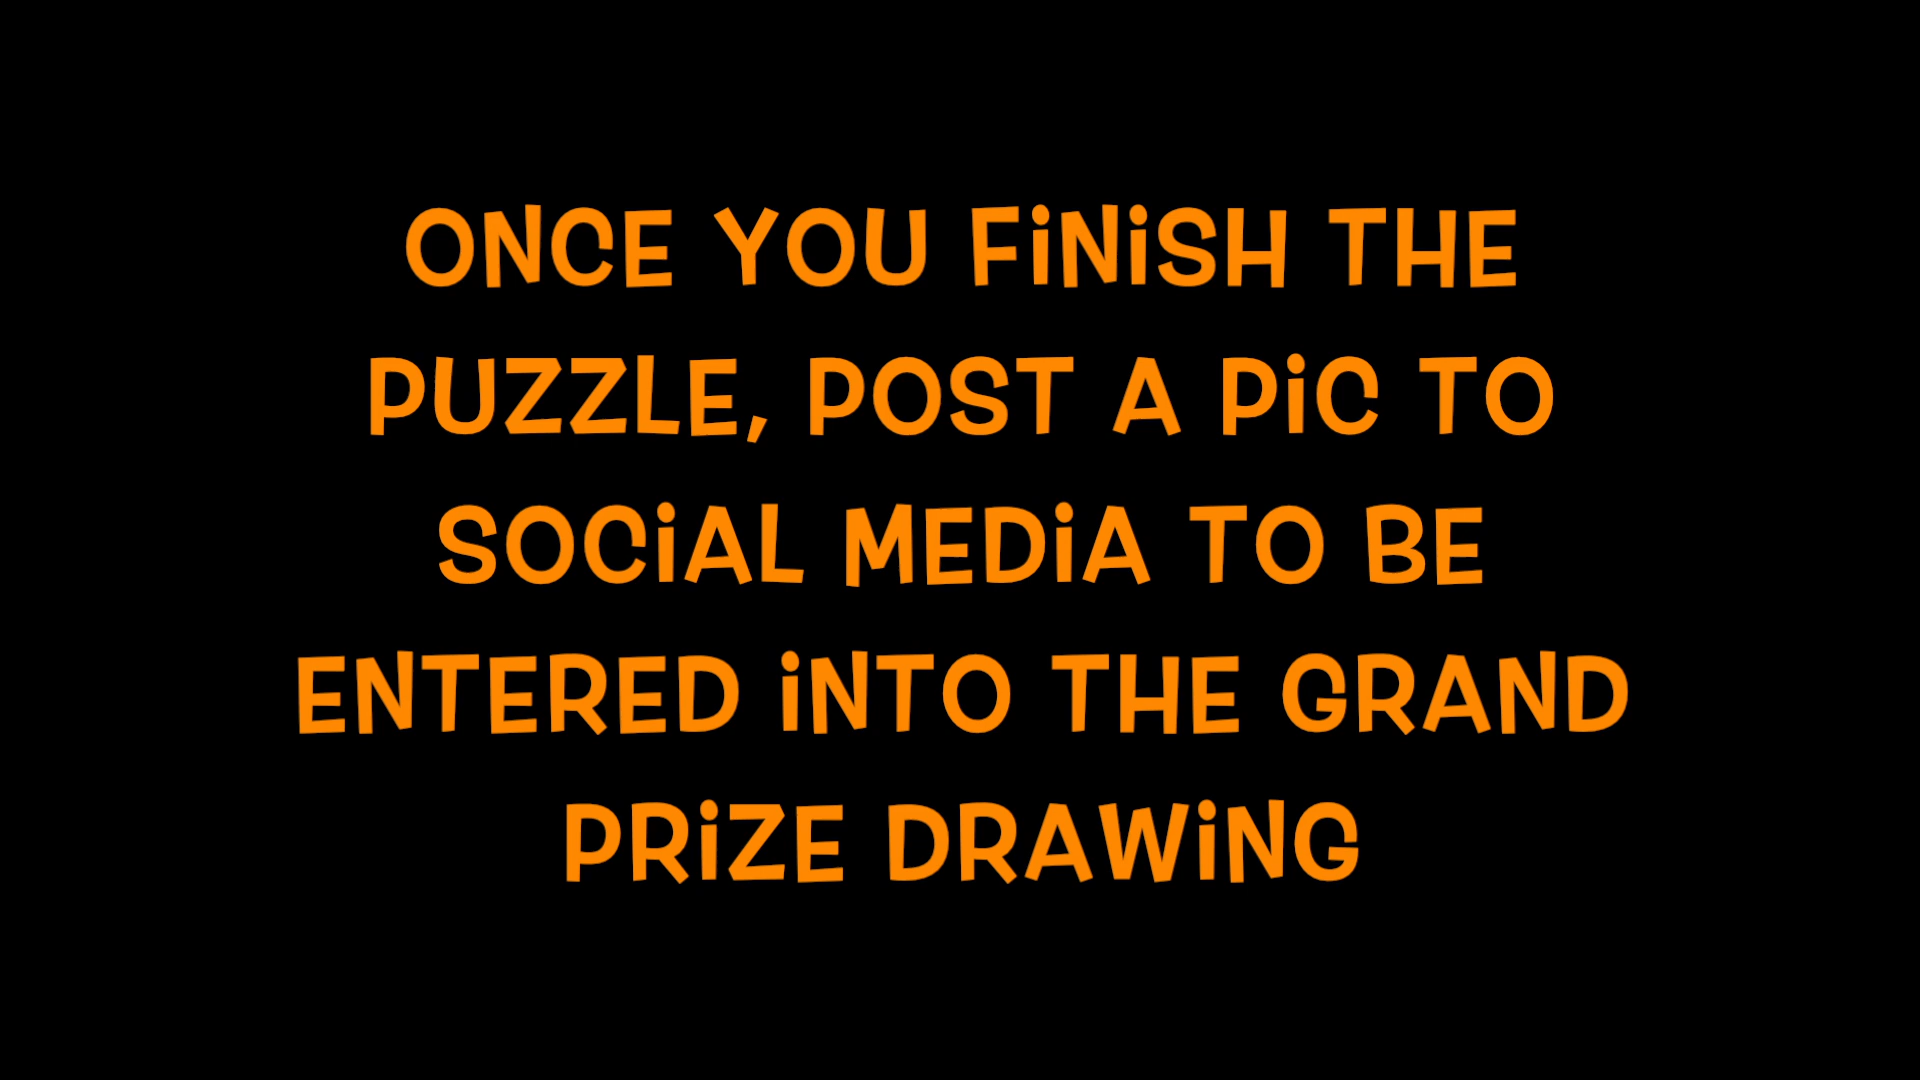 ONCE YOU FiNiSH THE
PUZZLE, POST A PiC TO
SOCiAL MEDiA TO BE
ENTERED iNTO THE GRAND
PRiZE DRAWiNG